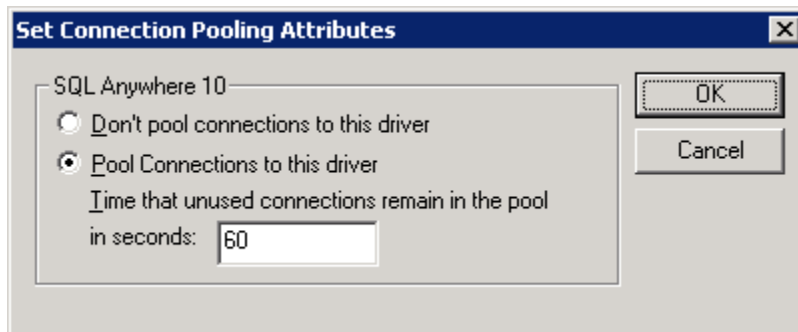 Set Connection Pooling Attributes
SQL Anywhere 10
Don't pool connections to this driver
Pool Connections to this driver
Time that unused connections remain in the pool
in seconds: 60
OK
Cancel